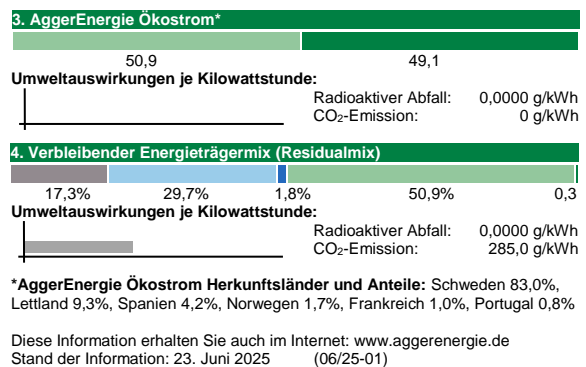 3. AggerEnergie Ökostrom*
50,9 49,1
Umweltauswirkungen je Kilowattstunde:
Radioaktiver Abfall: 0,0000 g/kWh
CO₂-Emission: 0 g/kWh
4. Verbleibender Energieträgermix (Residualmix)
17,3% 29,7% 1,8% 50,9% 0,3
Umweltauswirkungen je Kilowattstunde:
Radioaktiver Abfall: 0,0000 g/kWh
CO₂-Emission: 285,0 g/kWh
*AggerEnergie Ökostrom Herkunftsländer und Anteile: Schweden 83,0%,
Lettland 9,3%, Spanien 4,2%, Norwegen 1,7%, Frankreich 1,0%, Portugal 0,8%
Diese Information erhalten Sie auch im Internet: www.aggerenergie.de
Stand der Information: 23. Juni 2025 (06/25-01)